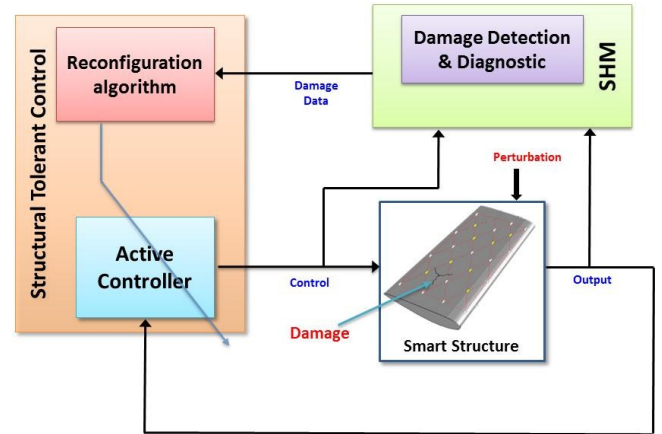 Structural Tolerant Control
Reconfiguration
algorithm
Damage Detection
& Diagnostic
SHM
Damage
Data
Perturbation
Active
Controller
Control
Output
Damage
Smart Structure